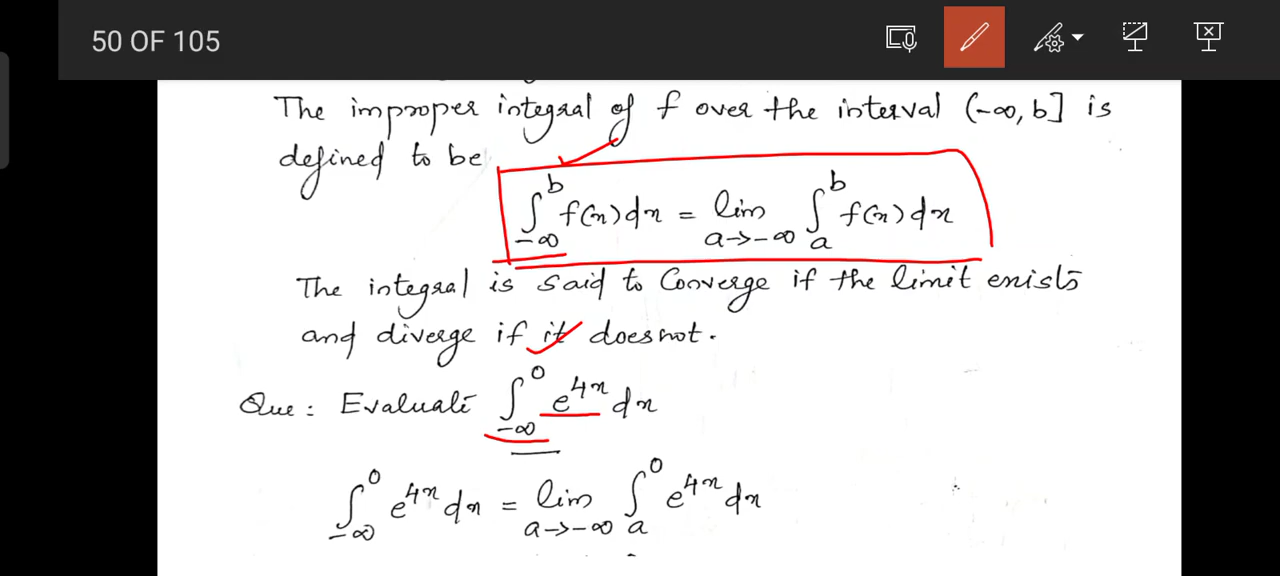 50 OF 105
The improper integral of f over the interval (-∞, b] is
defined to be
∫_{-∞}^{b} f(x) dx = lim_{a→-∞} ∫_{a}^{b} f(x) dx
The integral is said to Converge if the limit exists
and diverge if it does not.
Que: Evaluate ∫_{-∞}^{0} e^{4x} dx
∫_{-∞}^{0} e^{4x} dx = lim_{a→-∞} ∫_{a}^{0} e^{4x} dx